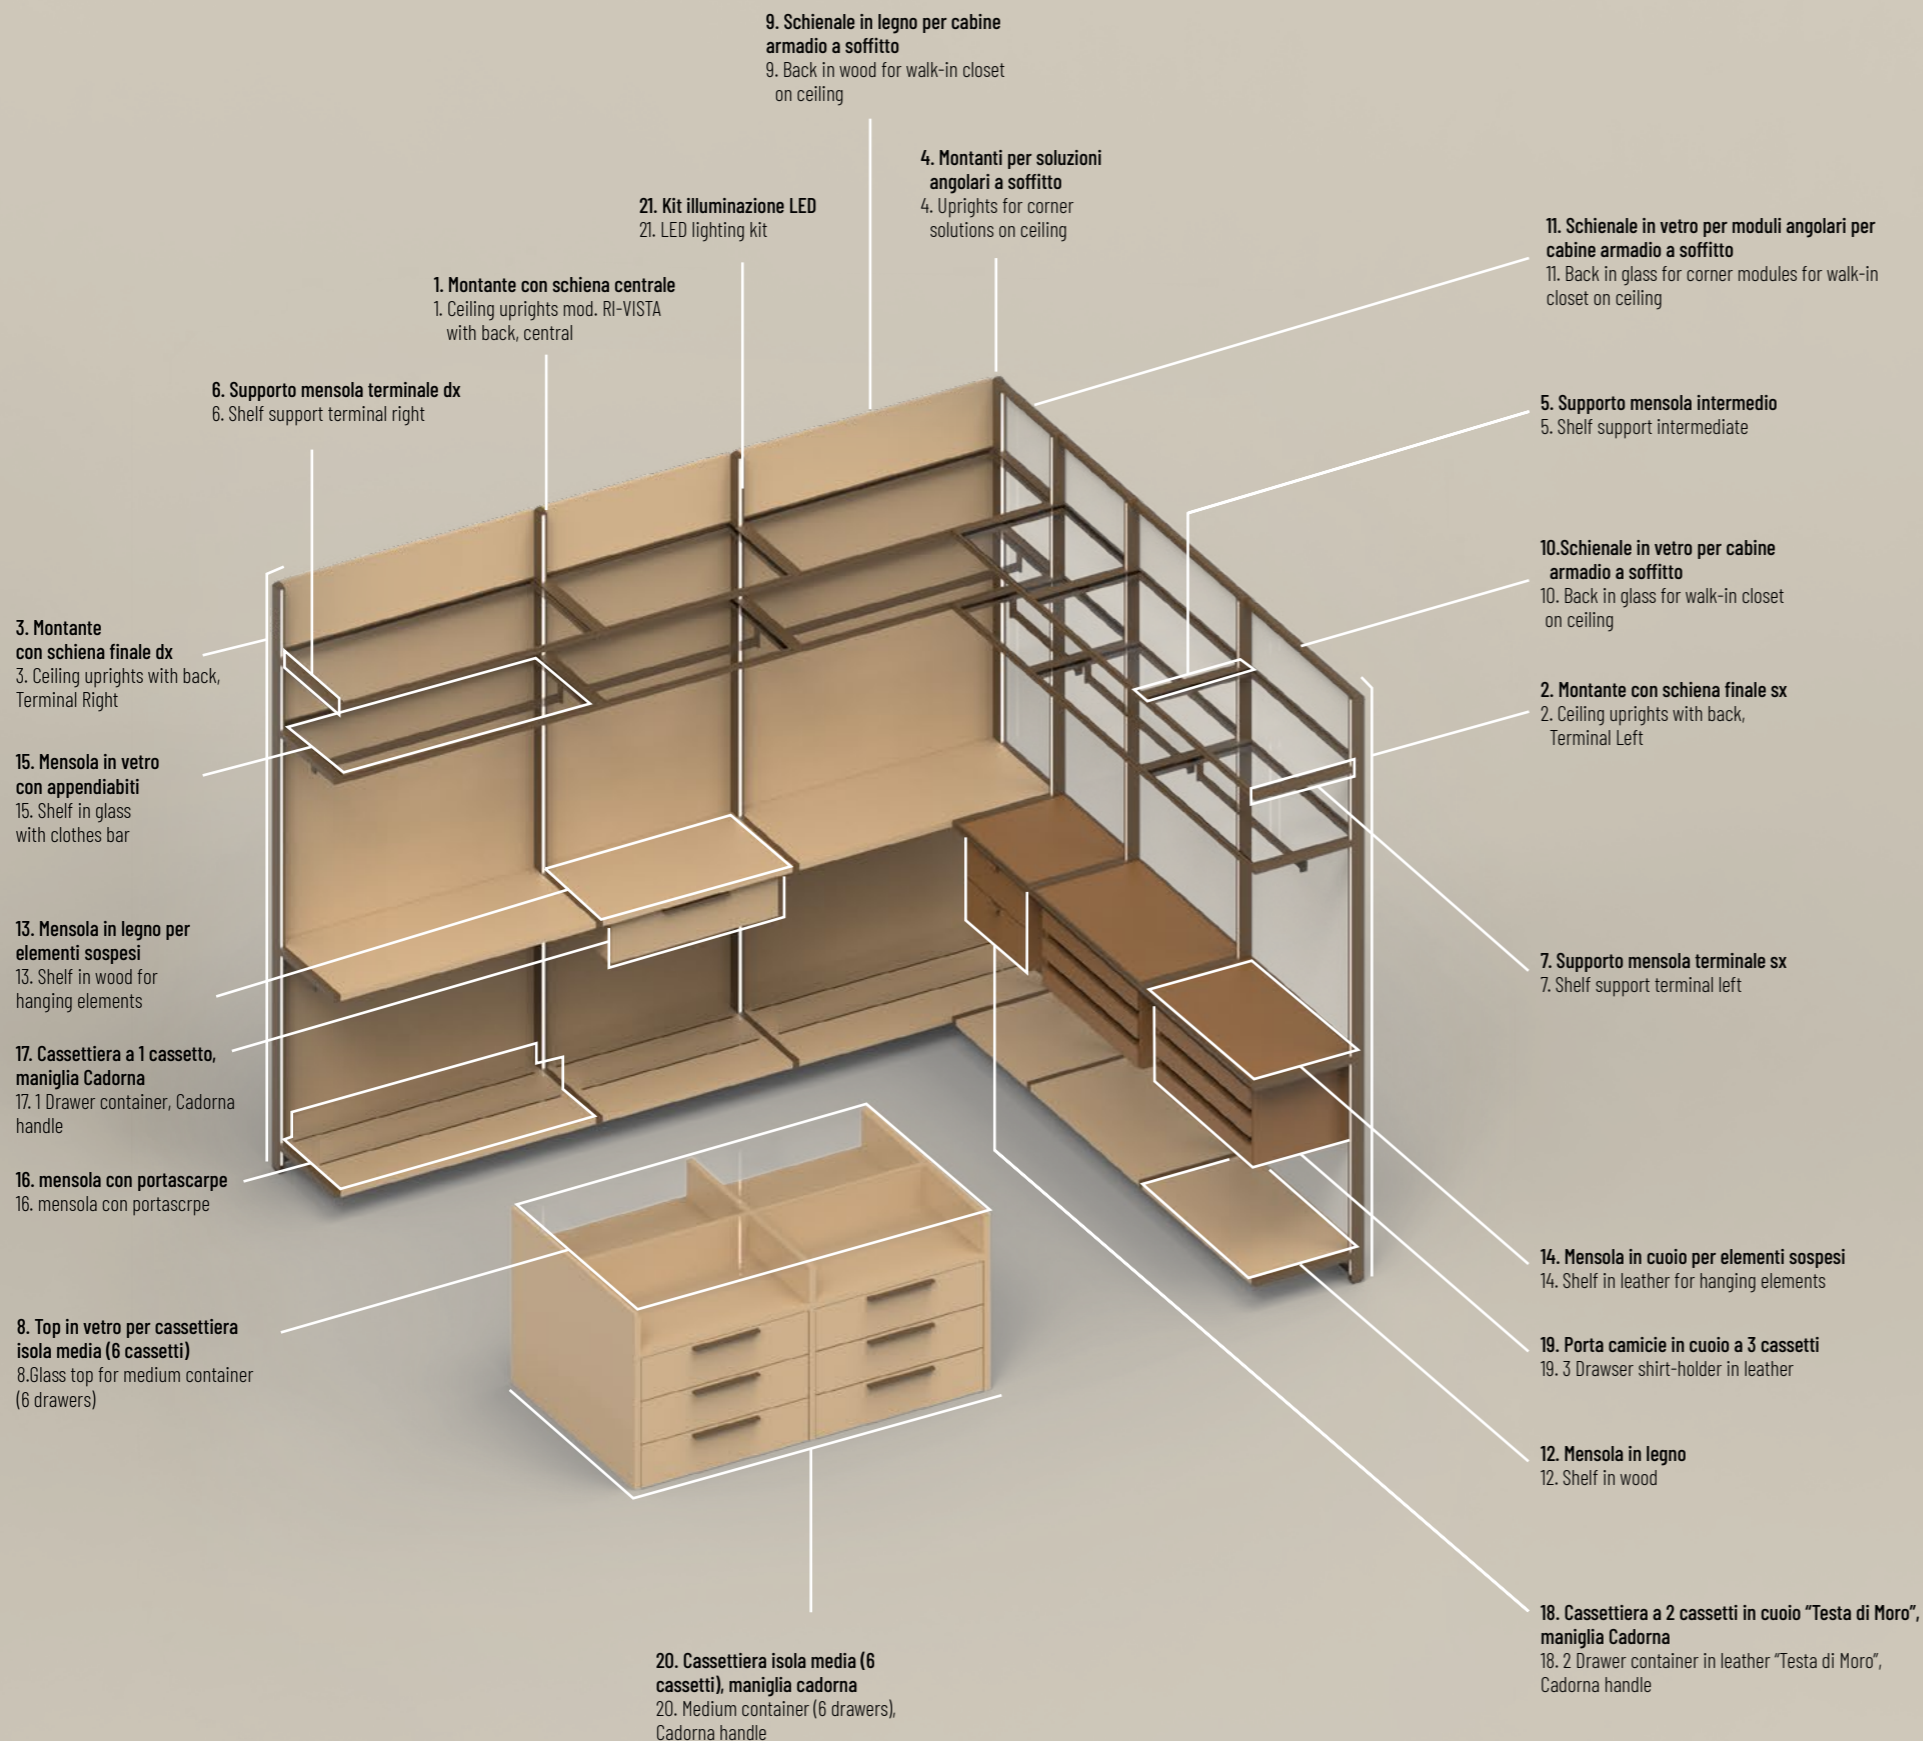 9. Schienale in legno per cabine
armadio a soffitto
9. Back in wood for walk-in closet
on ceiling
4. Montanti per soluzioni
angolari a soffitto
4. Uprights for corner
solutions on ceiling
21. Kit illuminazione LED
21. LED lighting kit
1. Montante con schiena centrale
1. Ceiling uprights mod. RI-VISTA
with back, central
6. Supporto mensola terminale dx
6. Shelf support terminal right
3. Montante
con schiena finale dx
3. Ceiling uprights with back,
Terminal Right
15. Mensola in vetro
con appendiabiti
15. Shelf in glass
with clothes bar
13. Mensola in legno per
elementi sospesi
13. Shelf in wood for
hanging elements
17. Cassettiera a 1 cassetto,
maniglia Cadorna
17. 1 Drawer container, Cadorna
handle
16. mensola con portascarpe
16. mensola con portascrpe
8. Top in vetro per cassettiera
isola media (6 cassetti)
8.Glass top for medium container
(6 drawers)
20. Cassettiera isola media (6
cassetti), maniglia cadorna
20. Medium container (6 drawers),
Cadorna handle
11. Schienale in vetro per moduli angolari per
cabine armadio a soffitto
11. Back in glass for corner modules for walk-in
closet on ceiling
5. Supporto mensola intermedio
5. Shelf support intermediate
10.Schienale in vetro per cabine
armadio a soffitto
10. Back in glass for walk-in closet
on ceiling
2. Montante con schiena finale sx
2. Ceiling uprights with back,
Terminal Left
7. Supporto mensola terminale sx
7. Shelf support terminal left
14. Mensola in cuoio per elementi sospesi
14. Shelf in leather for hanging elements
19. Porta camicie in cuoio a 3 cassetti
19. 3 Drawser shirt-holder in leather
12. Mensola in legno
12. Shelf in wood
18. Cassettiera a 2 cassetti in cuoio “Testa di Moro”,
maniglia Cadorna
18. 2 Drawer container in leather “Testa di Moro”,
Cadorna handle